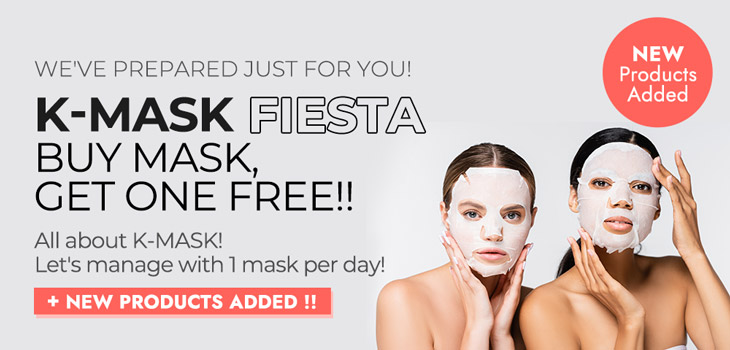 WE'VE PREPARED JUST FOR YOU!
K-MASK FIESTA
BUY MASK,
GET ONE FREE!!
All about K-MASK!
Let's manage with 1 mask per day!
+ NEW PRODUCTS ADDED !!
NEW
Products
Added